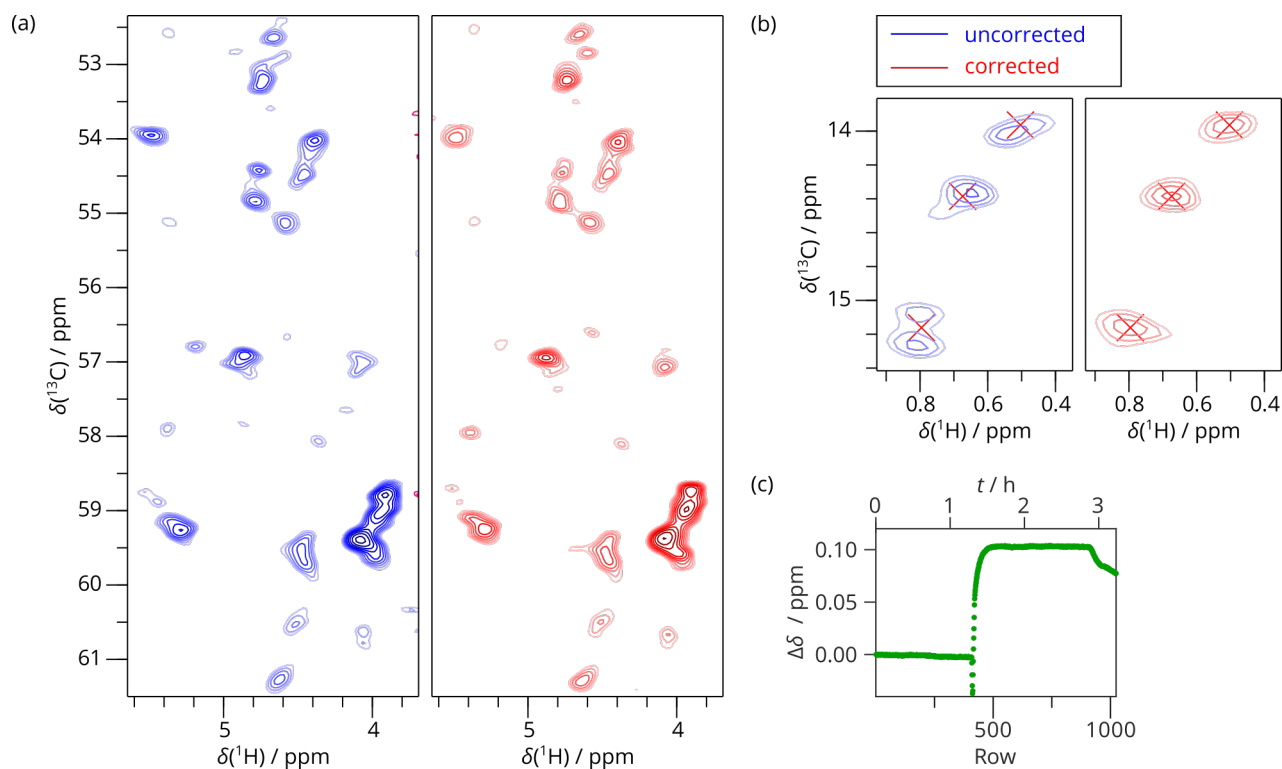 (a)
53
54
55
56
57
58
59
60
61
δ(¹³C) / ppm
5
4
5
4
δ(¹H) / ppm
δ(¹H) / ppm
(b)
uncorrected
corrected
14
15
δ(¹³C) / ppm
0.8
0.6
0.4
0.8
0.6
0.4
δ(¹H) / ppm
δ(¹H) / ppm
(c)
t / h
0
1
2
3
0.10
0.05
0.00
Δδ / ppm
500
1000
Row